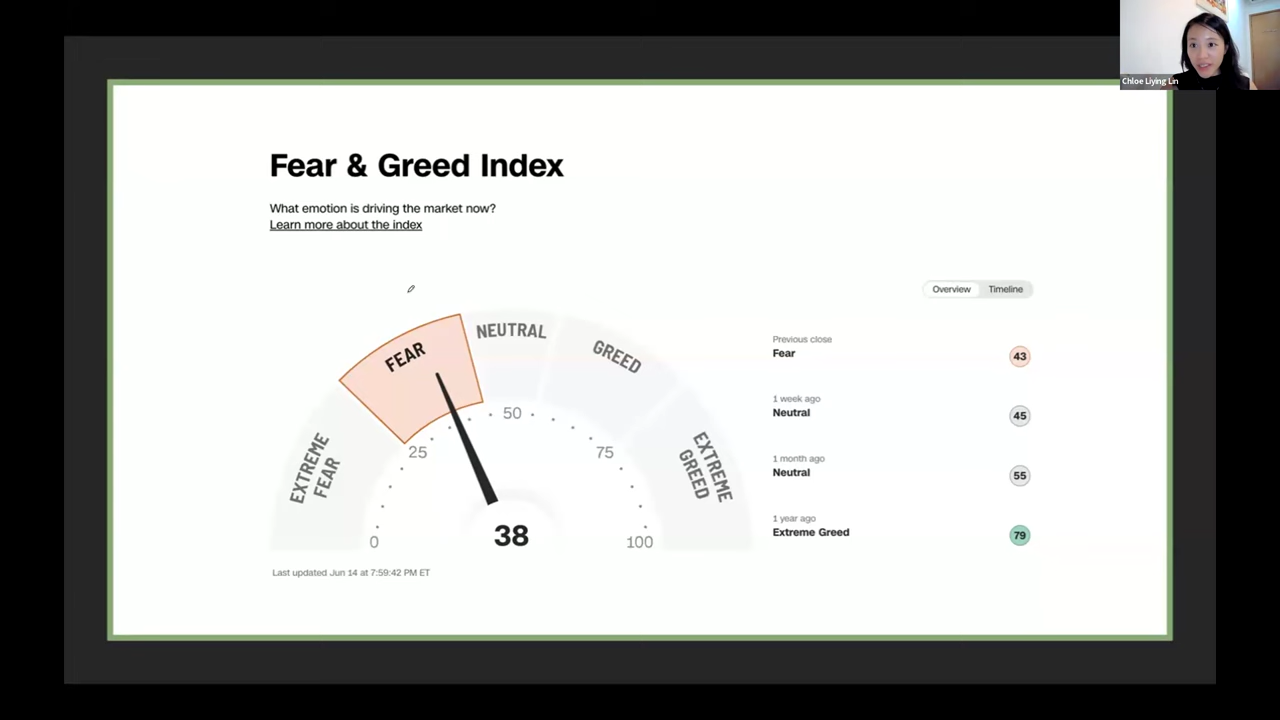 Chloe Liying Lin
Fear & Greed Index
What emotion is driving the market now?
Learn more about the index
Overview Timeline
EXTREME
FEAR
FEAR
NEUTRAL
GREED
EXTREME
GREED
0
25
50
75
100
38
Last updated Jun 14 at 7:59:42 PM ET
Previous close
Fear 43
1 week ago
Neutral 45
1 month ago
Neutral 55
1 year ago
Extreme Greed 79